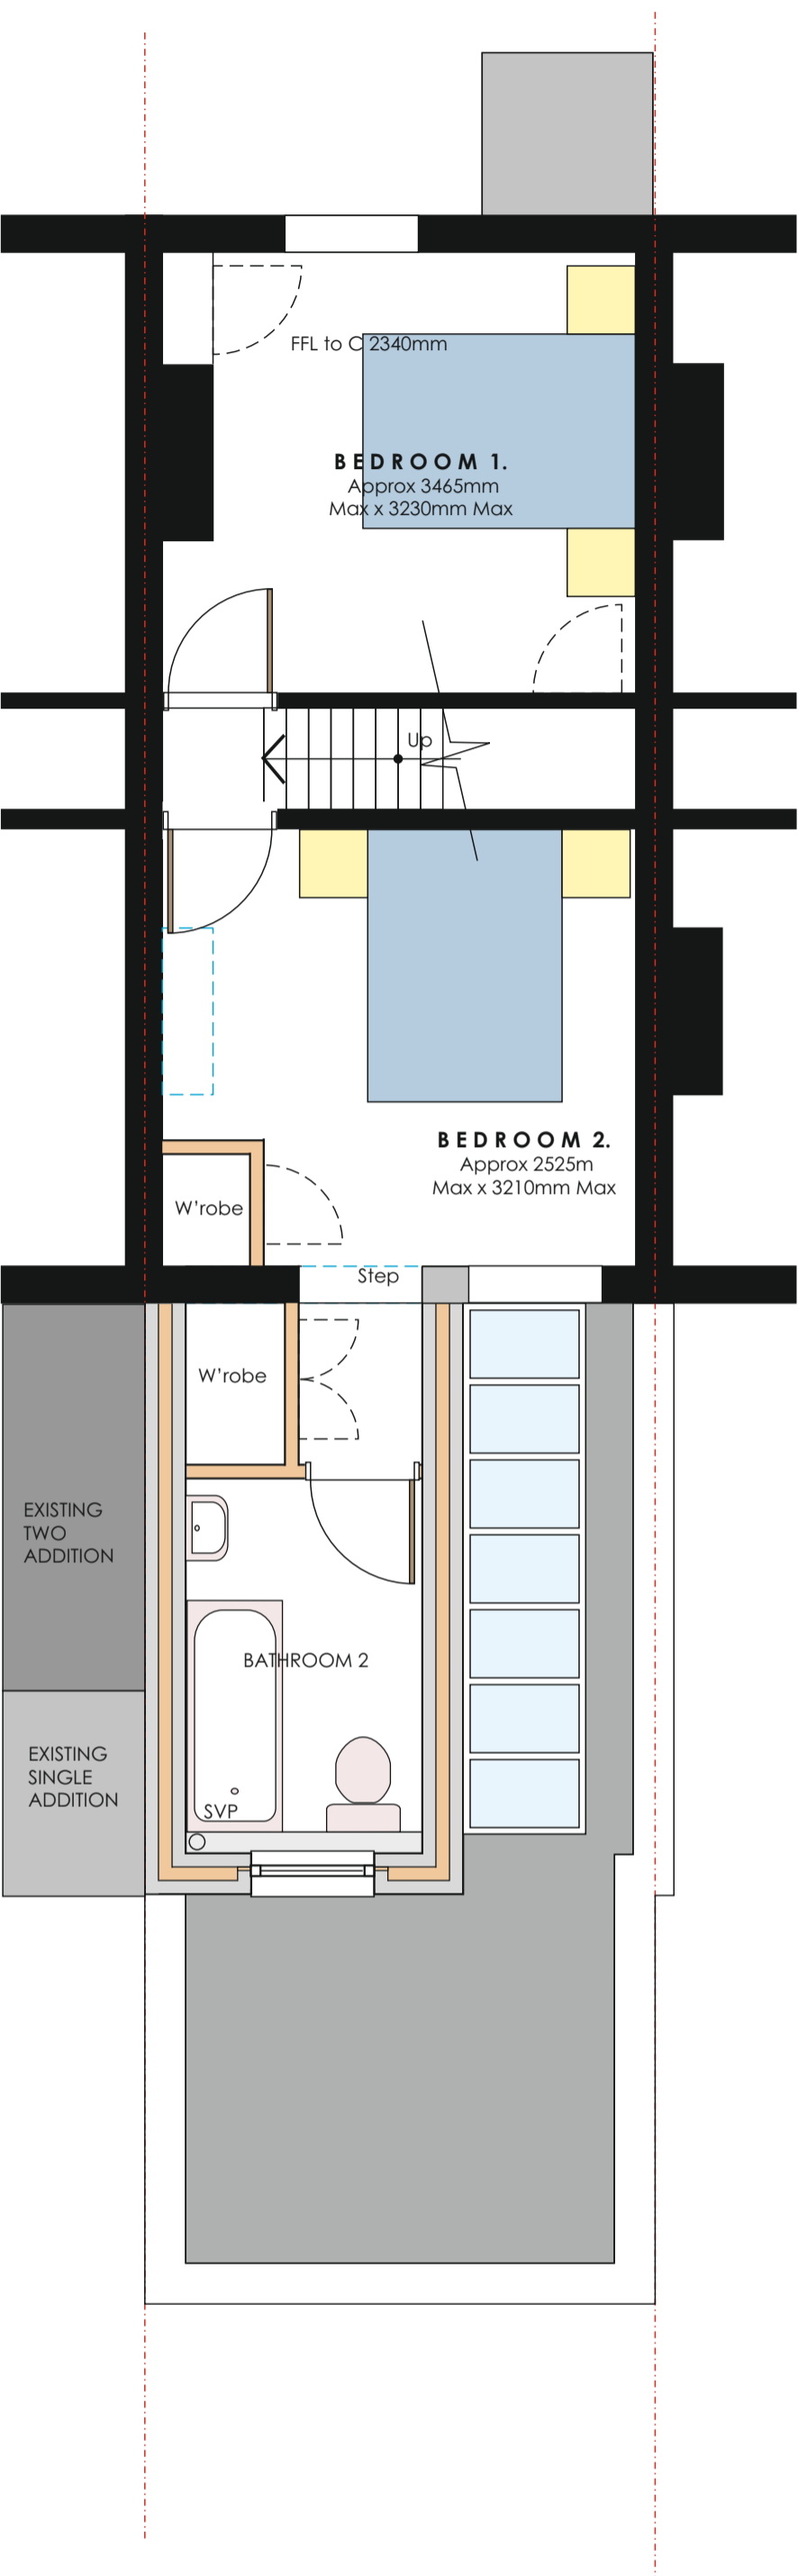 FFL to C 2340mm
BEDROOM 1.
Approx 3465mm
Max x 3230mm Max
Up
BEDROOM 2.
Approx 2525m
Max x 3210mm Max
W'robe
Step
W'robe
EXISTING
TWO
ADDITION
BATHROOM 2
EXISTING
SINGLE
ADDITION
SVP